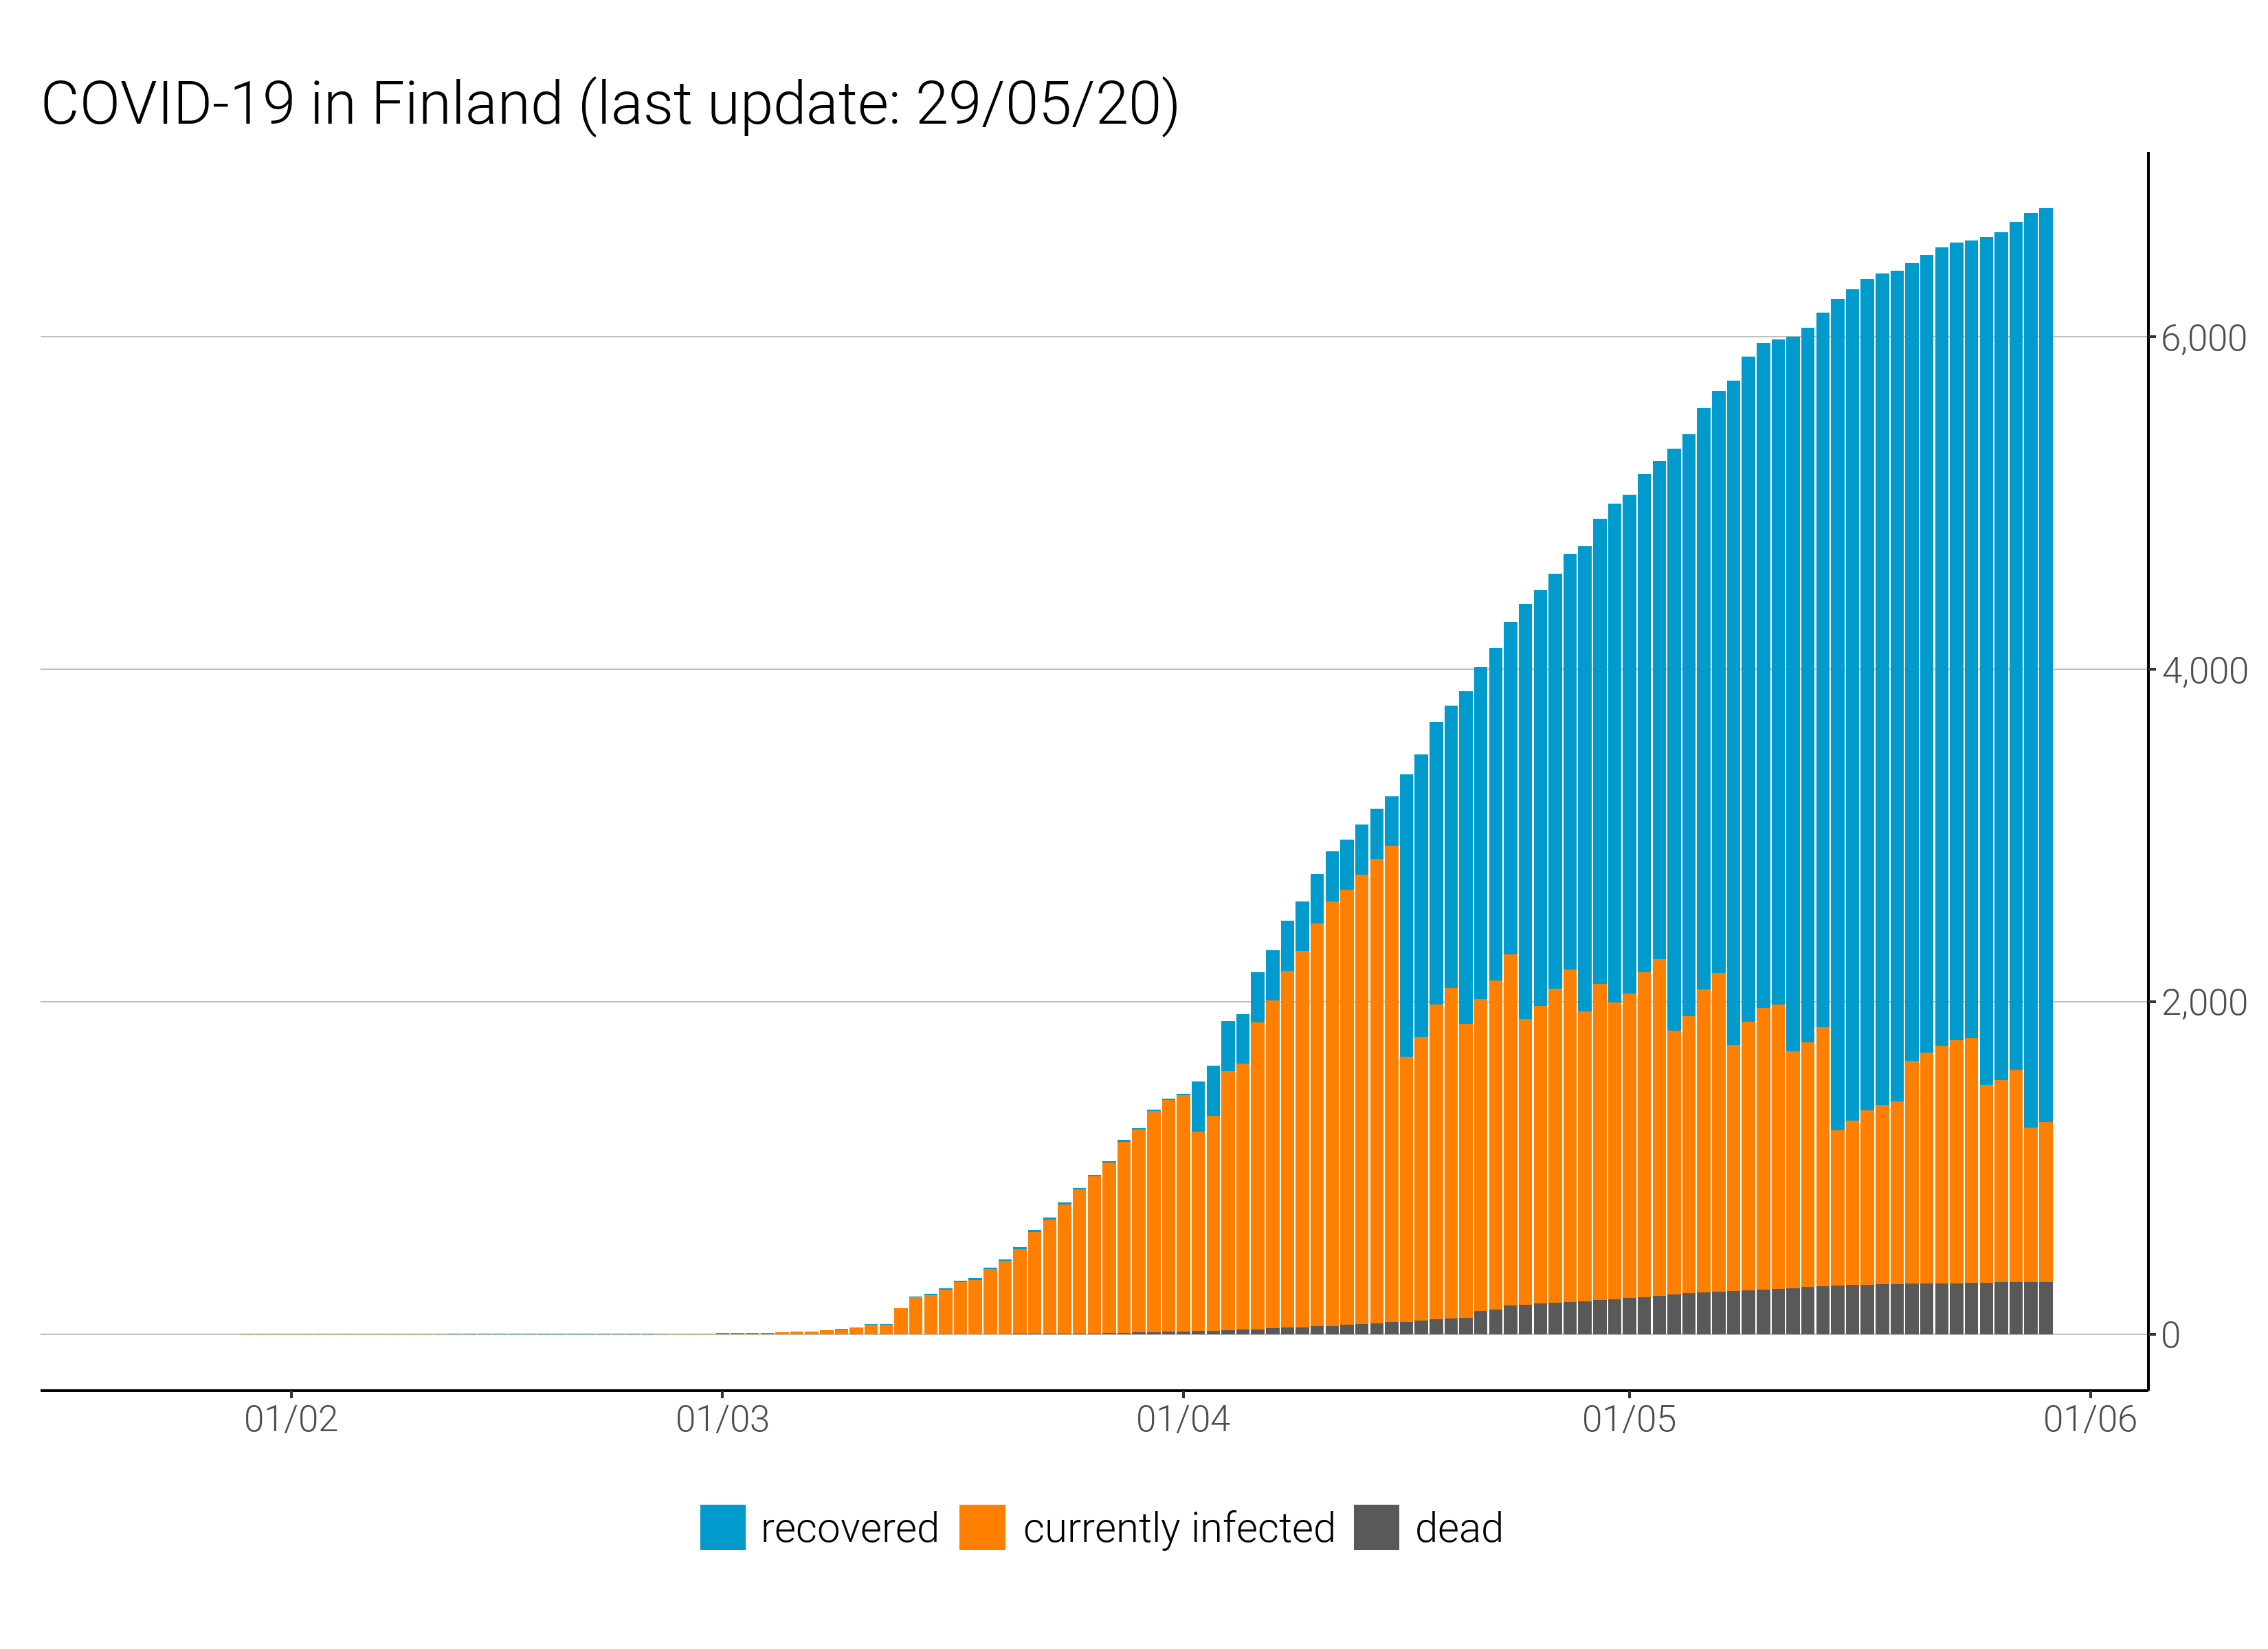 COVID-19 in Finland (last update: 29/05/20)
6,000
4,000
2,000
0
01/02 01/03 01/04 01/05 01/06
recovered currently infected dead